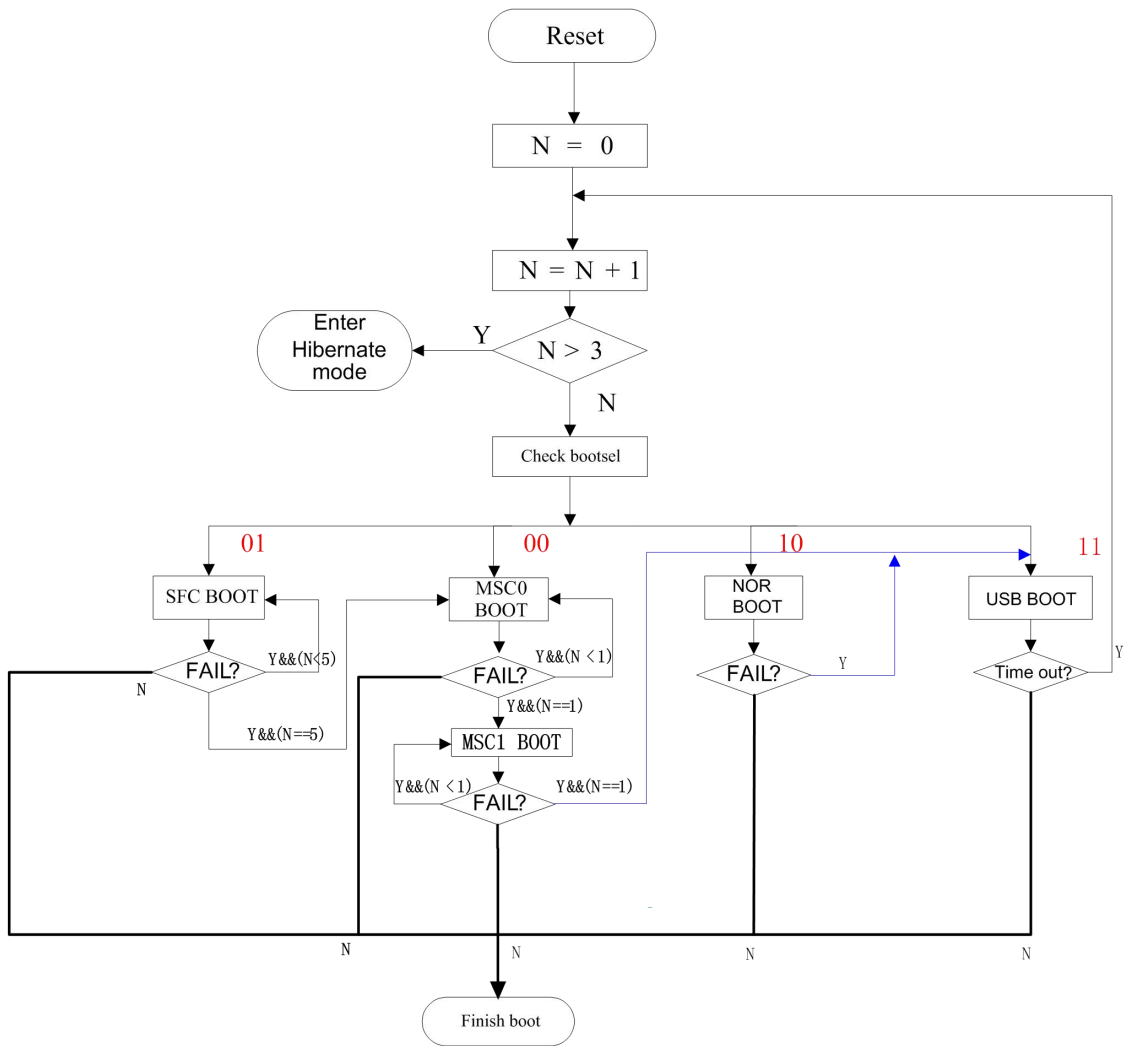 Reset
N = 0
N = N + 1
Enter
Hibernate
mode
Y
N > 3
N
Check bootsel
01
00
10
11
SFC BOOT
MSC0
BOOT
NOR
BOOT
USB BOOT
FAIL?
Y&&(N<5)
N
Y&&(N==5)
FAIL?
Y&&(N <1)
Y&&(N==1)
FAIL?
Y
Time out?
Y
MSC1 BOOT
Y&&(N <1)
FAIL?
Y&&(N==1)
N
N
N
N
Finish boot